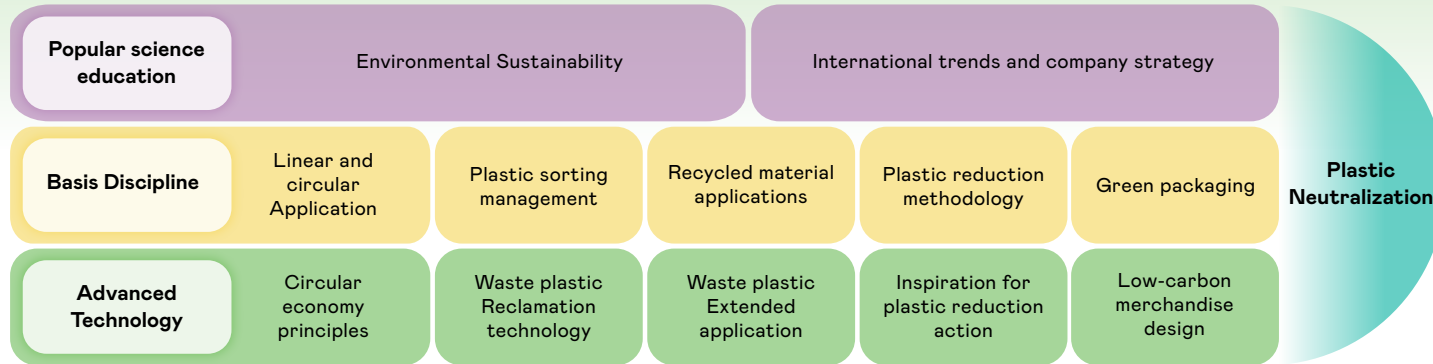 Popular science
education
Environmental Sustainability
International trends and company strategy
Basis Discipline
Linear and
circular
Application
Plastic sorting
management
Recycled material
applications
Plastic reduction
methodology
Green packaging
Advanced
Technology
Circular
economy
principles
Waste plastic
Reclamation
technology
Waste plastic
Extended
application
Inspiration for
plastic reduction
action
Low-carbon
merchandise
design
Plastic
Neutralization